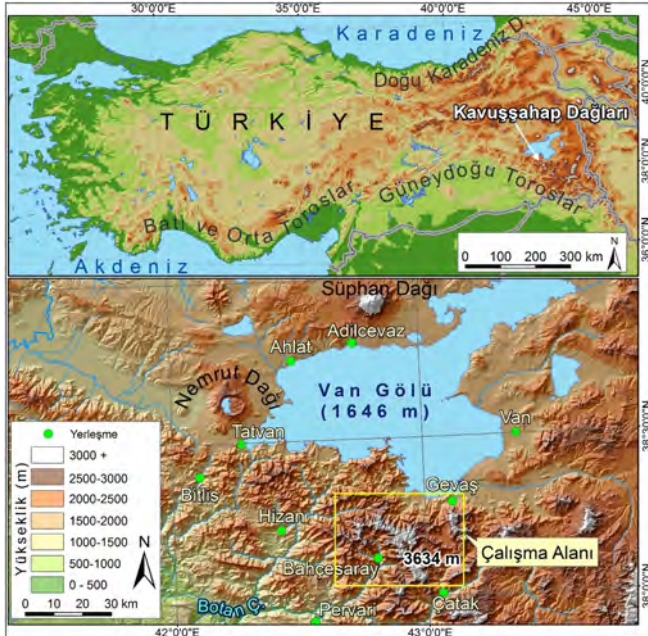 30°0'0"E 35°0'0"E 40°0'0"E 45°0'0"E
Karadeniz
Doğu Karadeniz D.
40°0'0"N
Kavuşşahap Dağları
TÜRKİYE
38°0'0"N
Güneydoğu Toroslar
Batı ve Orta Toroslar
36°0'0"N
Akdeniz
N
0 100 200 300 km
Süphan Dağı
Adilcevaz
Ahlat
Nemrut Dağı
Van Gölü
(1646 m)
Van
38°30'0"N
Tatvan
Yerleşme
Yükseklik (m)
3000 +
2500-3000
2000-2500
1500-2000
1000-1500
500-1000
0 - 500
N
0 10 20 30 km
Bitlis
Gevaş
Hizan
Çalışma Alanı
3634 m
Bahçesaray
38°0'0"N
Çatak
Botan Ç.
Pervari
42°0'0"E 43°0'0"E